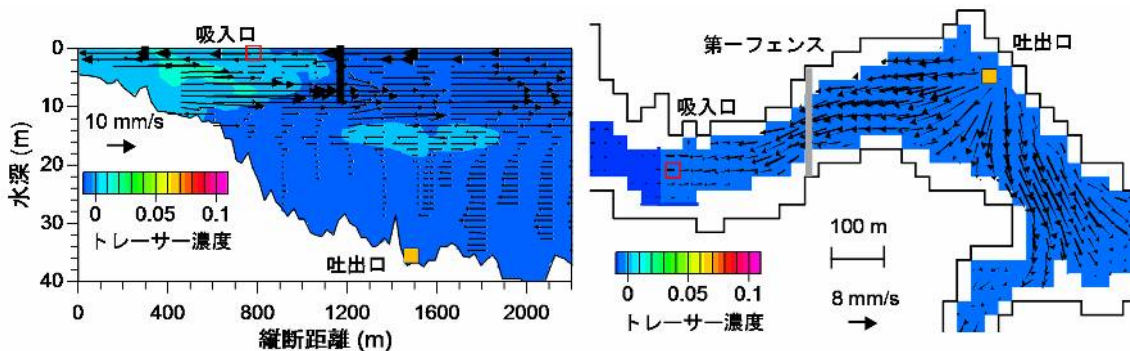 吸入口
0
10
20
30
40
水深 (m)
10 mm/s
0 0.05 0.1
トレーサー濃度
吐出口
0 400 800 1200 1600 2000
縦断距離 (m)
第一フェンス
吐出口
吸入口
100 m
0 0.05 0.1
トレーサー濃度
8 mm/s